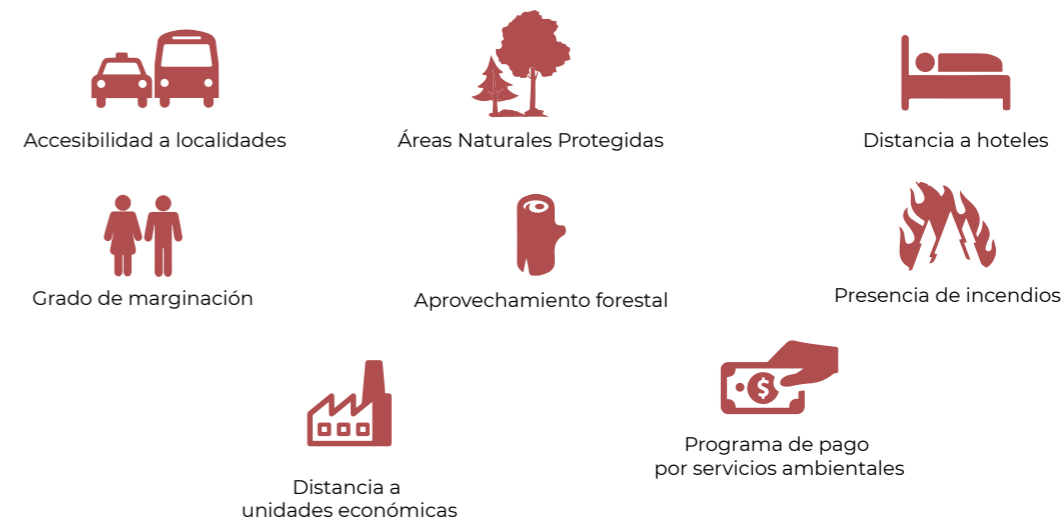 Accesibilidad a localidades
Áreas Naturales Protegidas
Distancia a hoteles
Grado de marginación
Aprovechamiento forestal
Presencia de incendios
$
Distancia a
unidades económicas
Programa de pago
por servicios ambientales